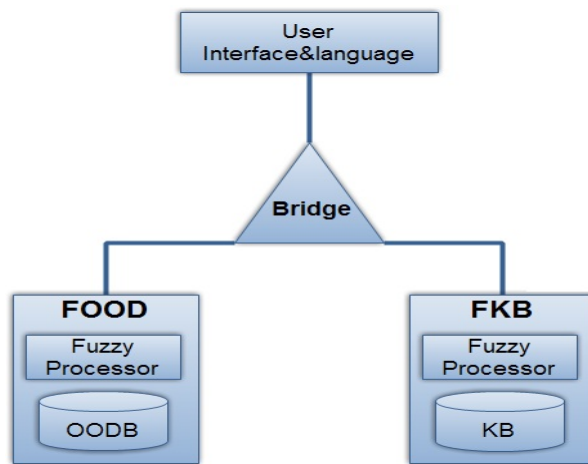 User
Interface&language
Bridge
FOOD
Fuzzy
Processor
OODB
FKB
Fuzzy
Processor
KB